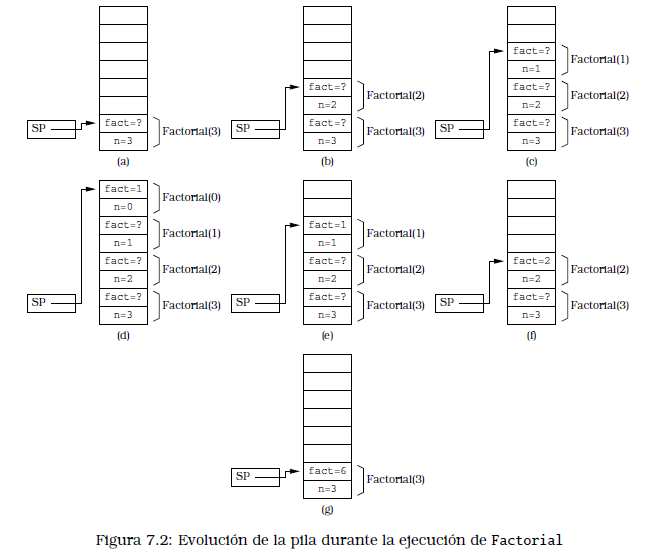 fact=?
n=1
Factorial(1)
fact=?
n=2
Factorial(2)
fact=?
n=2
Factorial(2)
SP
fact=?
n=3
Factorial(3)
SP
fact=?
n=3
Factorial(3)
SP
fact=?
n=3
Factorial(3)
(a)
(b)
(c)
fact=1
n=0
Factorial(0)
fact=?
n=1
Factorial(1)
fact=1
n=1
Factorial(1)
fact=?
n=2
Factorial(2)
fact=?
n=2
Factorial(2)
fact=2
n=2
Factorial(2)
SP
fact=?
n=3
Factorial(3)
SP
fact=?
n=3
Factorial(3)
SP
fact=?
n=3
Factorial(3)
(d)
(e)
(f)
SP
fact=6
n=3
Factorial(3)
(g)
Figura 7.2: Evolución de la pila durante la ejecución de Factorial